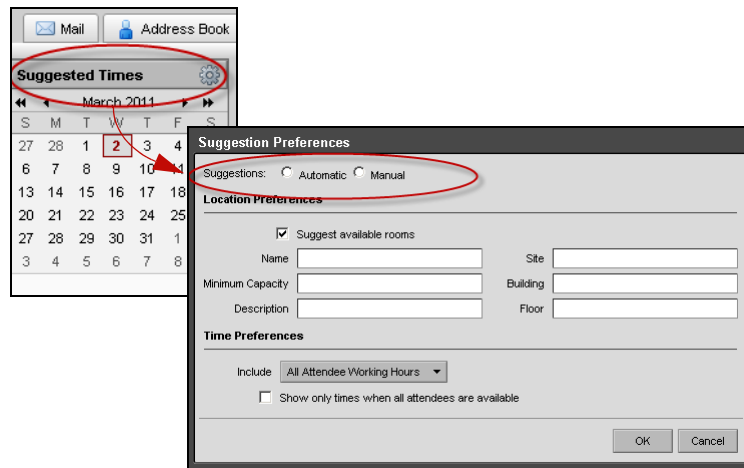 Mail Address Book
Suggested Times
March 2011
S M T W T F S
27 28 1 2 3 4
6 7 8 9 10 11
13 14 15 16 17 18
20 21 22 23 24 25
27 28 29 30 31 1
3 4 5 6 7 8
Suggestion Preferences
Suggestions: Automatic Manual
Location Preferences
Suggest available rooms
Name Site
Minimum Capacity Building
Description Floor
Time Preferences
Include All Attendee Working Hours
Show only times when all attendees are available
OK Cancel